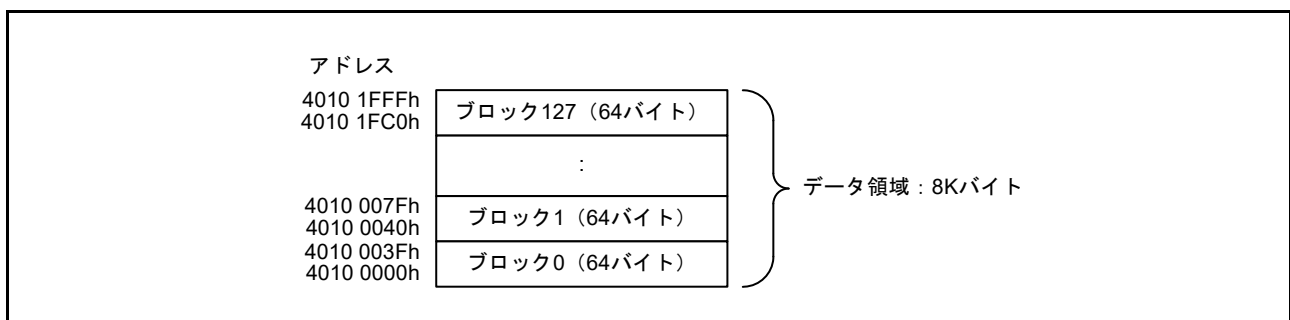 アドレス
4010 1FFFh
4010 1FC0h
ブロック127（64バイト）
:
データ領域：8Kバイト
4010 007Fh
4010 0040h
ブロック1（64バイト）
4010 003Fh
4010 0000h
ブロック0（64バイト）